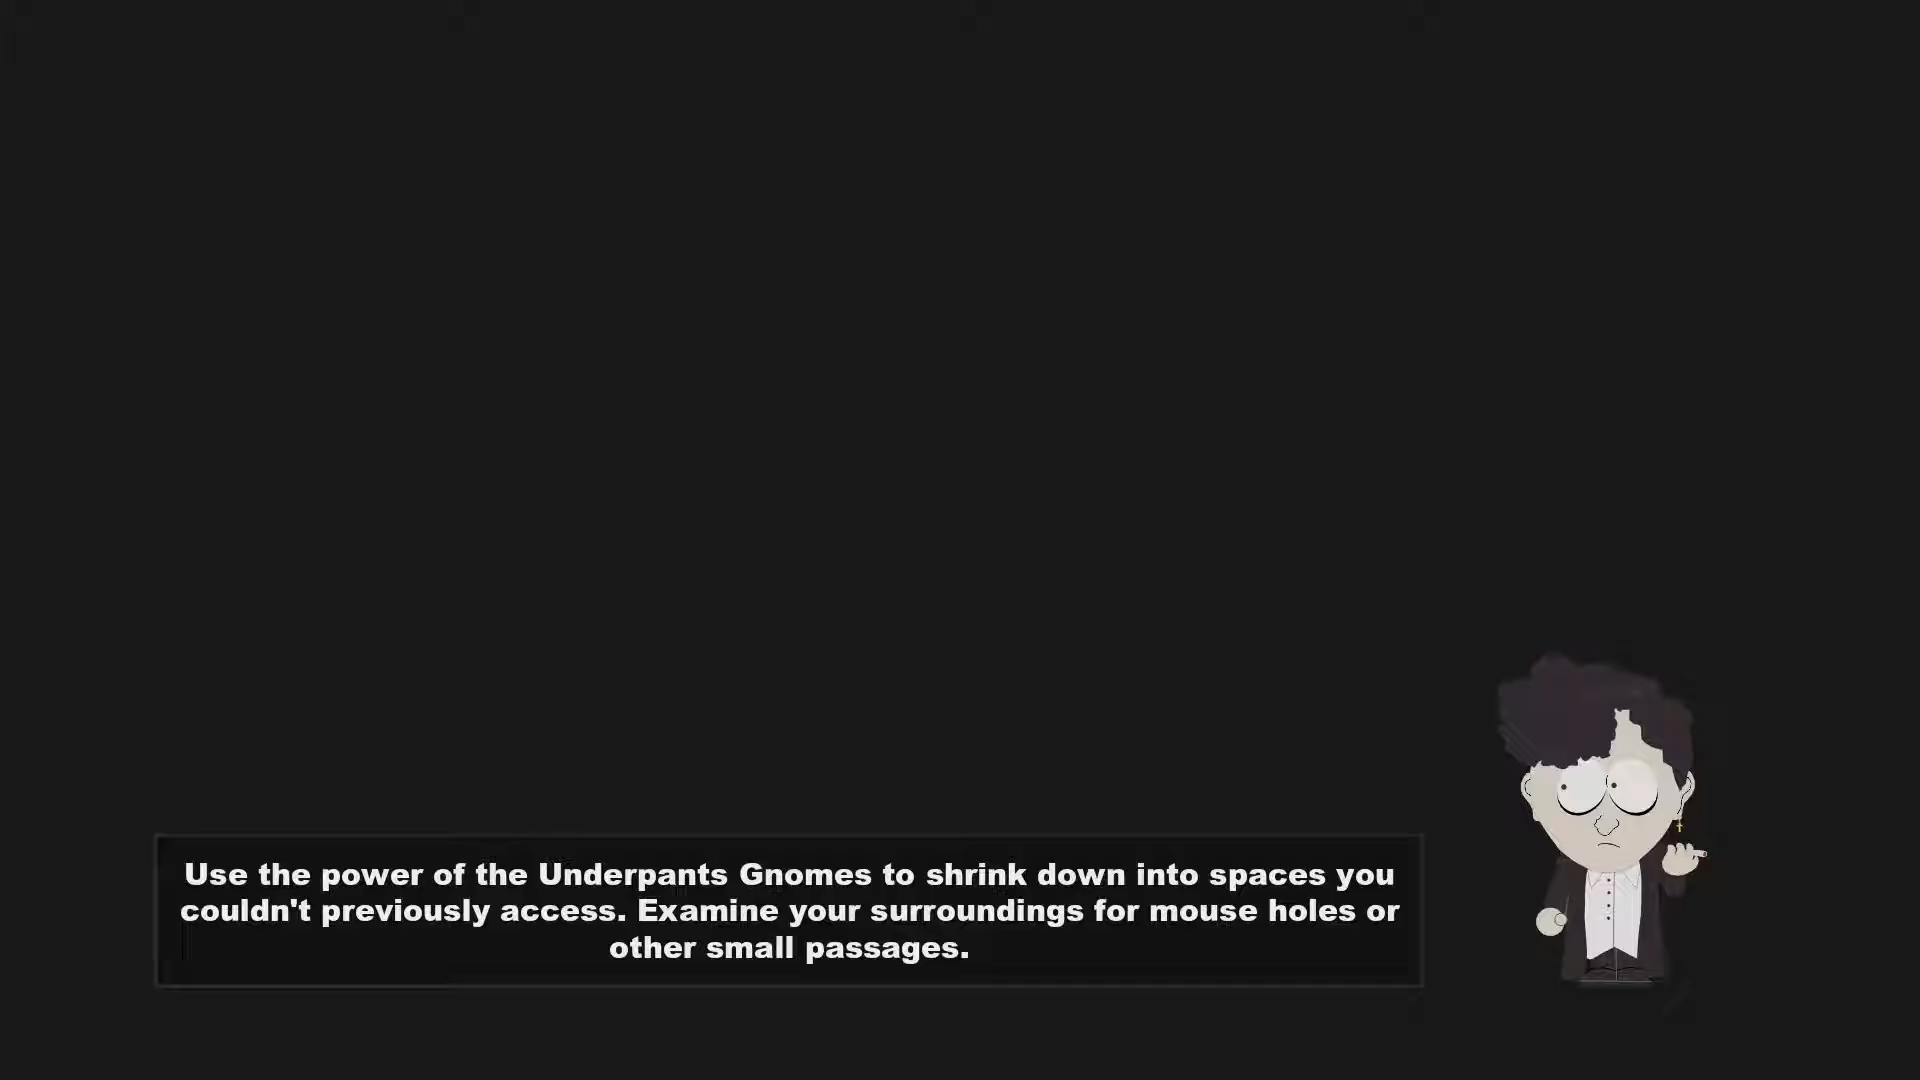 Use the power of the Underpants Gnomes to shrink down into spaces you
couldn't previously access. Examine your surroundings for mouse holes or
other small passages.